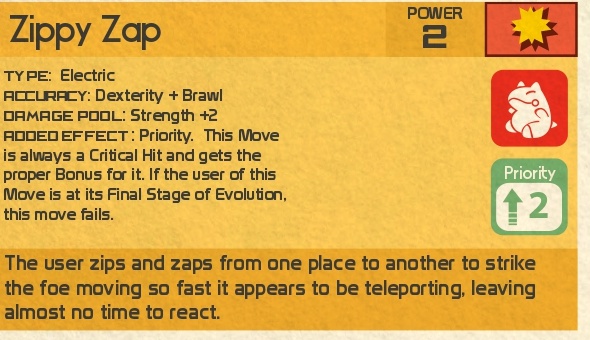 Zippy Zap
POWER
2
TYPE: Electric
ACCURACY: Dexterity + Brawl
DAMAGE POOL: Strength +2
ADDED EFFECT: Priority. This Move
is always a Critical Hit and gets the
proper Bonus for it. If the user of this
Move is at its Final Stage of Evolution,
this move fails.
Priority
2
The user zips and zaps from one place to another to strike
the foe moving so fast it appears to be teleporting, leaving
almost no time to react.